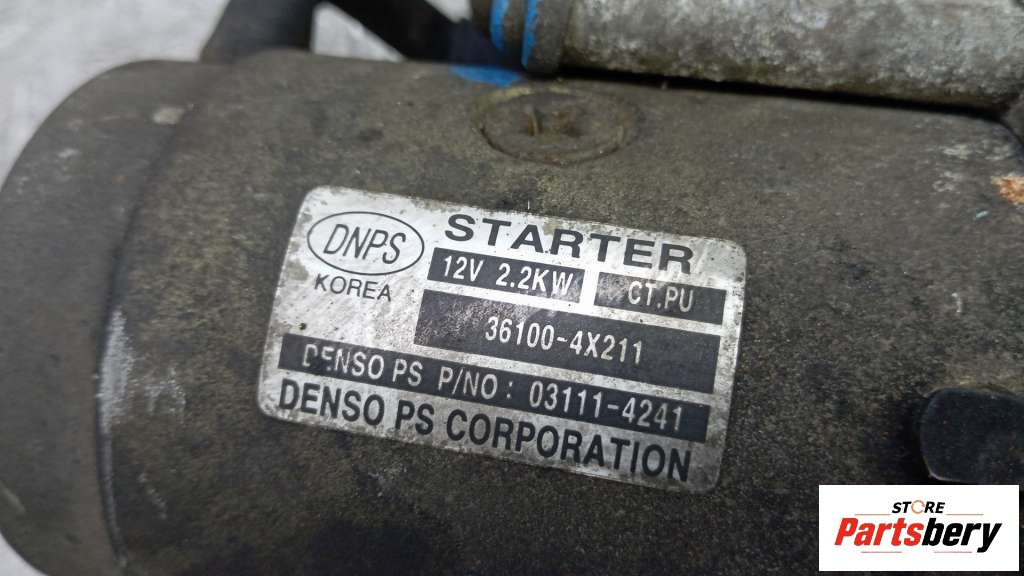 STARTER
DNPS
KOREA
12V 2.2KW
CT.PU
36100-4X211
DENSO PS P/NO : 03111-4241
DENSO PS CORPORATION
STORE
Partsbery